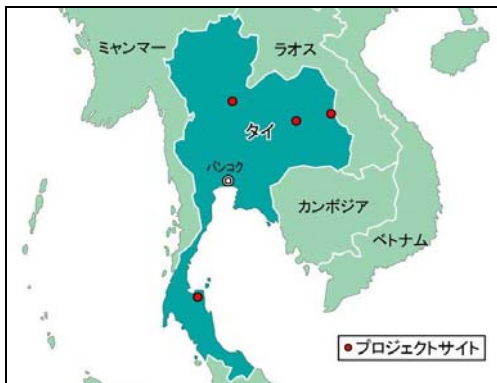 ミャンマー
ラオス
タイ
バンコク
カンボジア
ベトナム
プロジェクトサイト